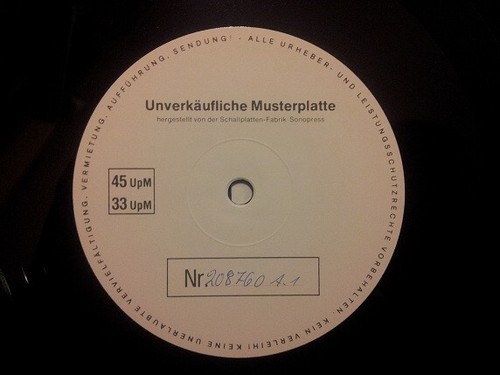 ALLE URHEBER- UND LEISTUNGSSCHUTZRECHTE VORBEHALTEN. KEIN VERLEIH! KEINE UNERLAUBTE VERVIELFÄLTIGUNG, VERMIETUNG, AUFFÜHRUNG, SENDUNG! -
Unverkäufliche Musterplatte
hergestellt von der Schallplatten-Fabrik Sonopress
45 UpM
33 UpM
Nr 208760 A.1